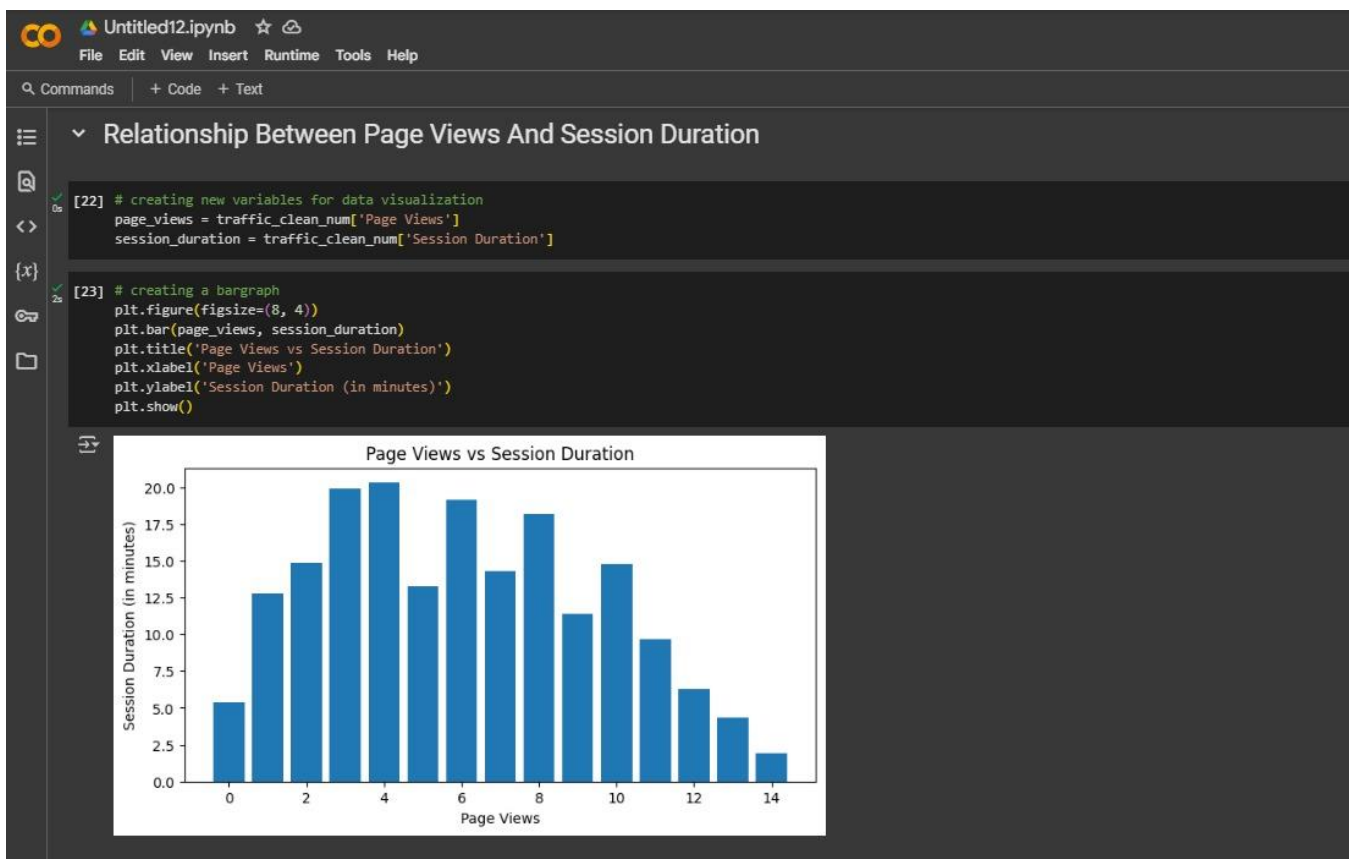 CO Untitled12.ipynb
File Edit View Insert Runtime Tools Help
Commands + Code + Text
Relationship Between Page Views And Session Duration
0s [22] # creating new variables for data visualization
page_views = traffic_clean_num['Page Views']
session_duration = traffic_clean_num['Session Duration']
{x}
2s [23] # creating a bargraph
plt.figure(figsize=(8, 4))
plt.bar(page_views, session_duration)
plt.title('Page Views vs Session Duration')
plt.xlabel('Page Views')
plt.ylabel('Session Duration (in minutes)')
plt.show()
Page Views vs Session Duration
Session Duration (in minutes)
20.0
17.5
15.0
12.5
10.0
7.5
5.0
2.5
0.0
0 2 4 6 8 10 12 14
Page Views